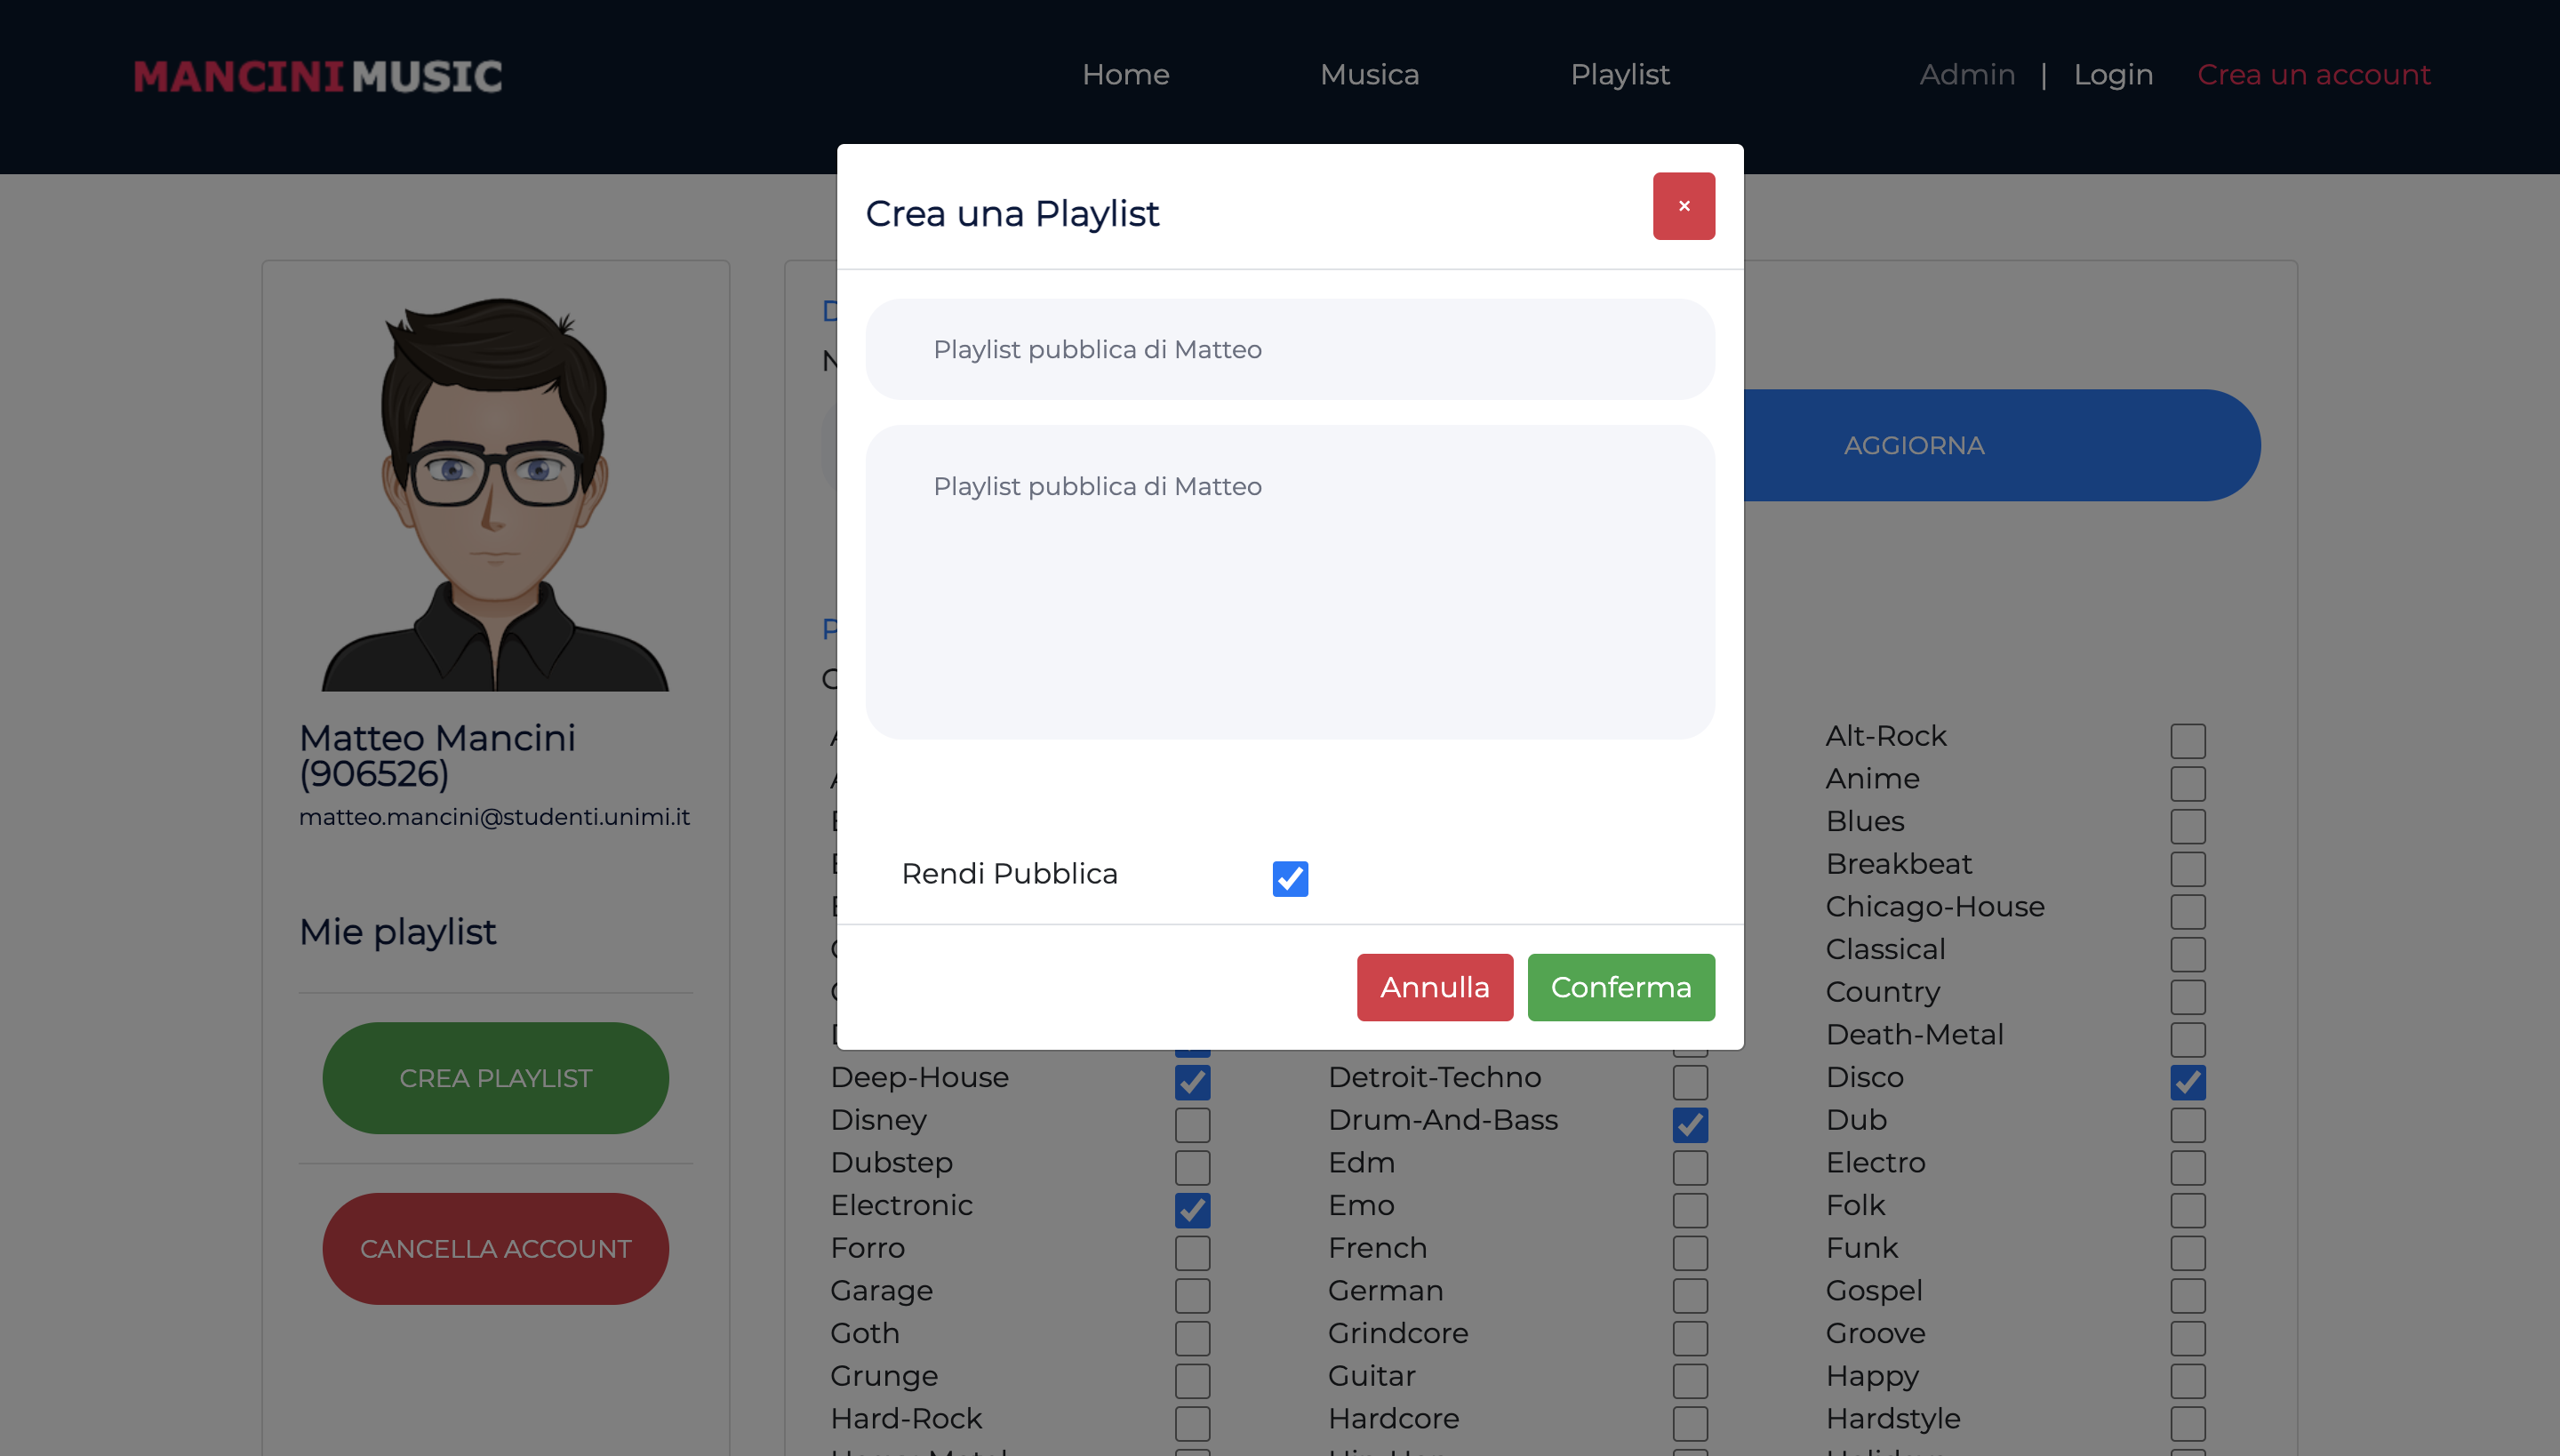 MANCINI MUSIC
Home
Musica
Playlist
Admin | Login
Crea un account
Crea una Playlist
×
Playlist pubblica di Matteo
Playlist pubblica di Matteo
Rendi Pubblica
Annulla
Conferma
Matteo Mancini
(906526)
matteo.mancini@studenti.unimi.it
Mie playlist
CREA PLAYLIST
CANCELLA ACCOUNT
AGGIORNA
Alt-Rock
Anime
Blues
Breakbeat
Chicago-House
Classical
Country
Death-Metal
Deep-House Detroit-Techno Disco
Disney Drum-And-Bass Dub
Dubstep Edm Electro
Electronic Emo Folk
Forro French Funk
Garage German Gospel
Goth Grindcore Groove
Grunge Guitar Happy
Hard-Rock Hardcore Hardstyle